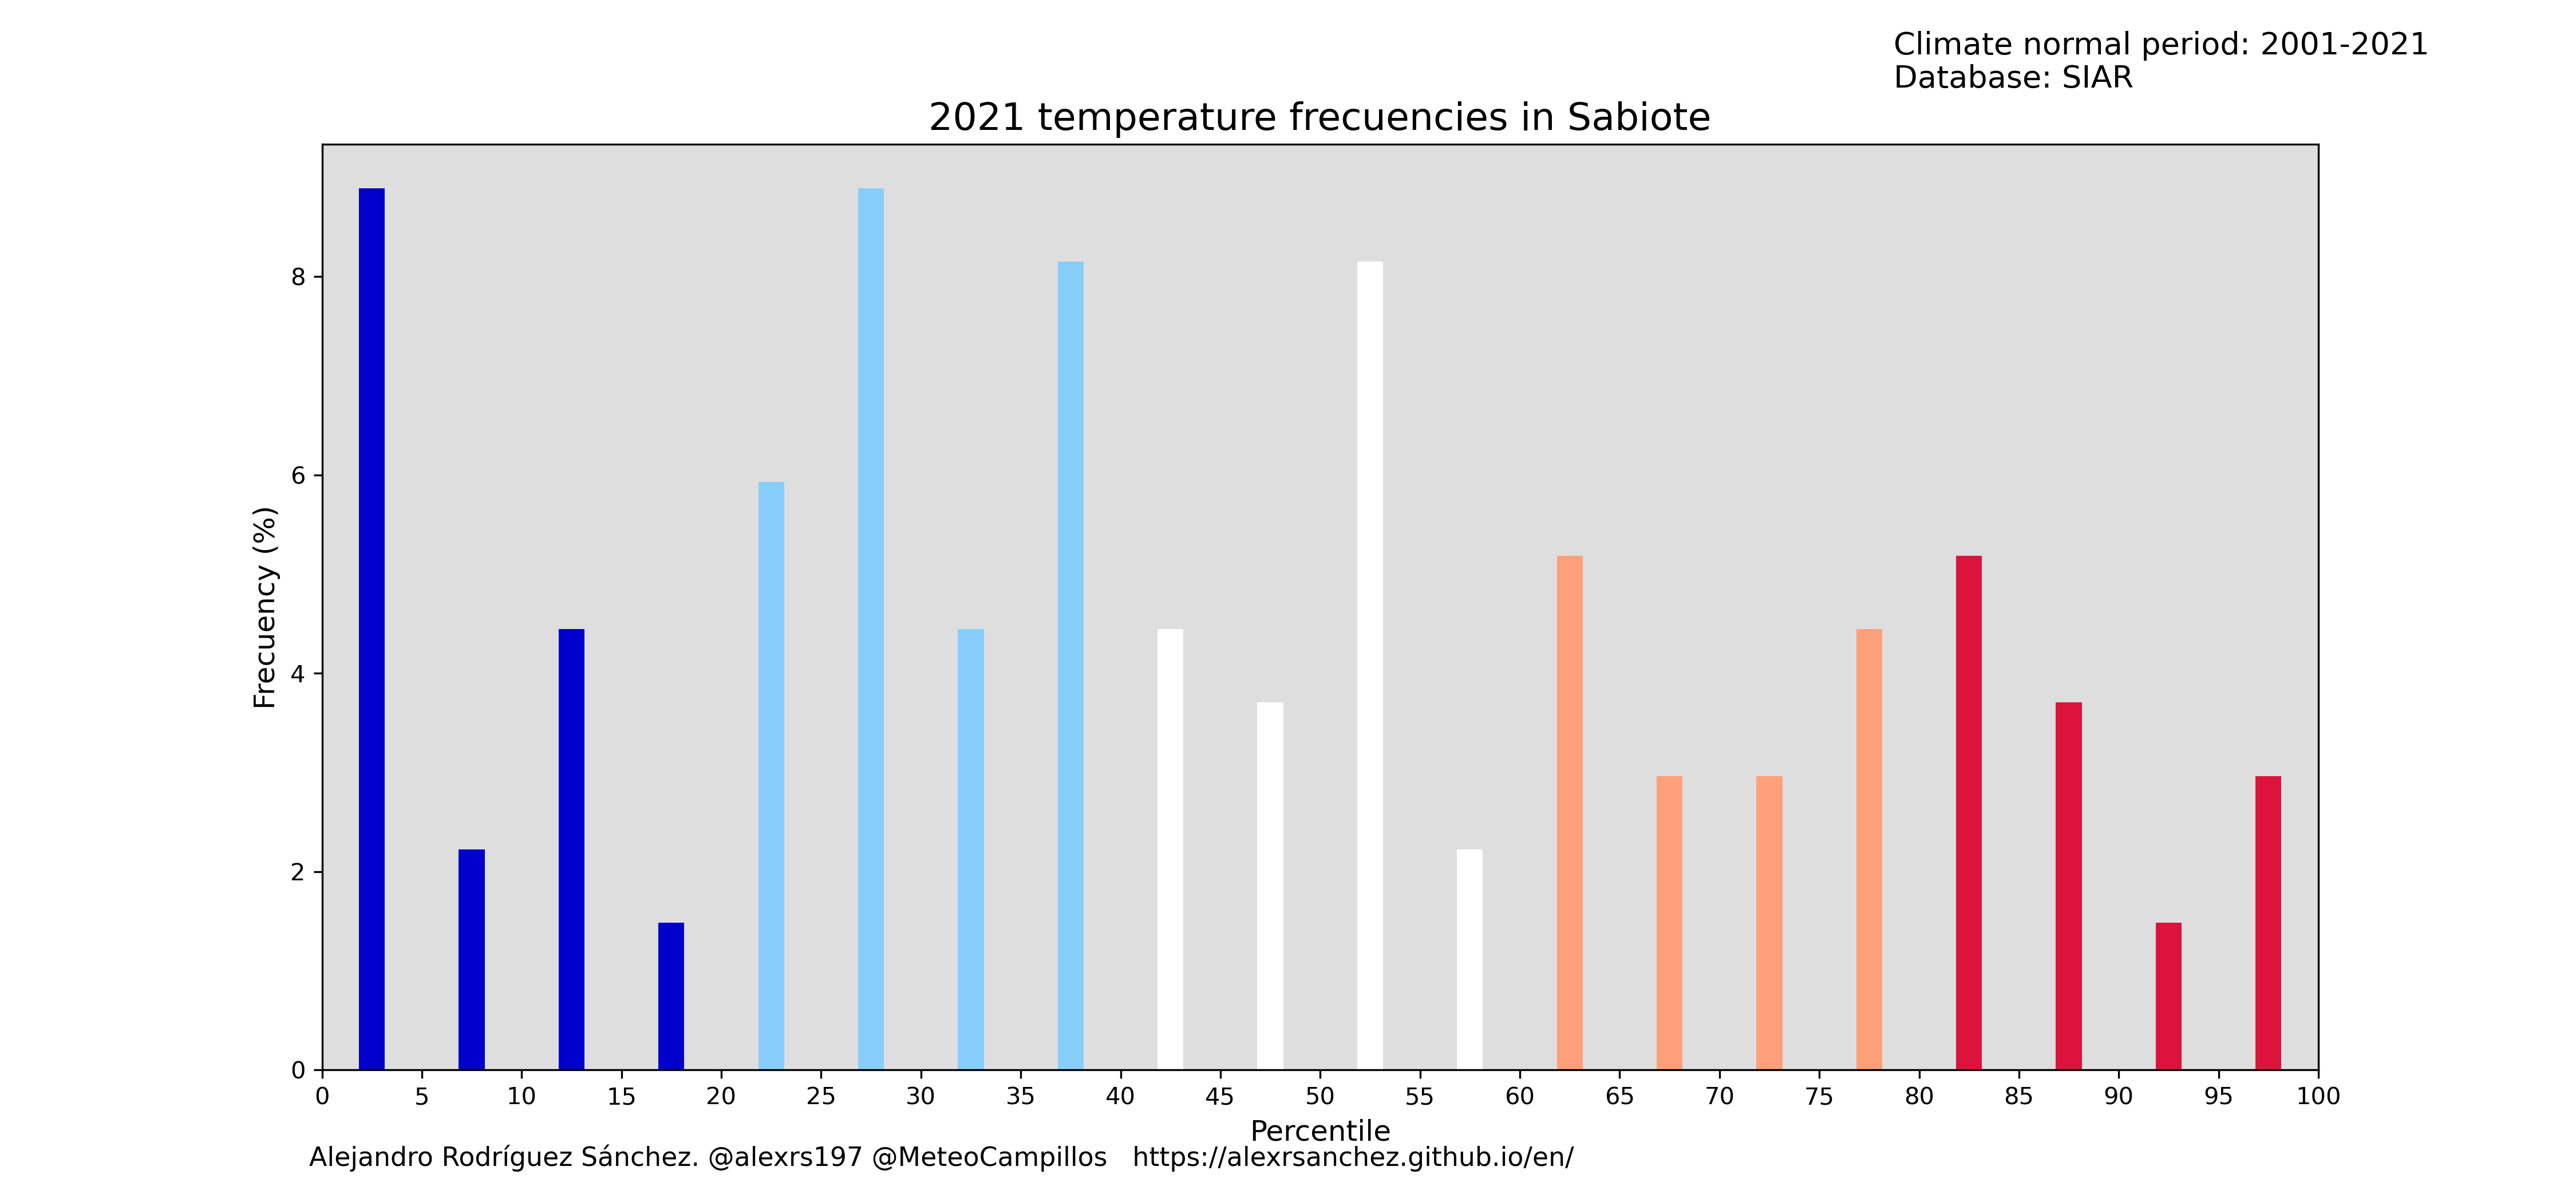 Climate normal period: 2001-2021
Database: SIAR
2021 temperature frecuencies in Sabiote
Frecuency (%)
8
6
4
2
0
0 5 10 15 20 25 30 35 40 45 50 55 60 65 70 75 80 85 90 95 100
Percentile
Alejandro Rodríguez Sánchez. @alexrs197 @MeteoCampillos https://alexrsanchez.github.io/en/